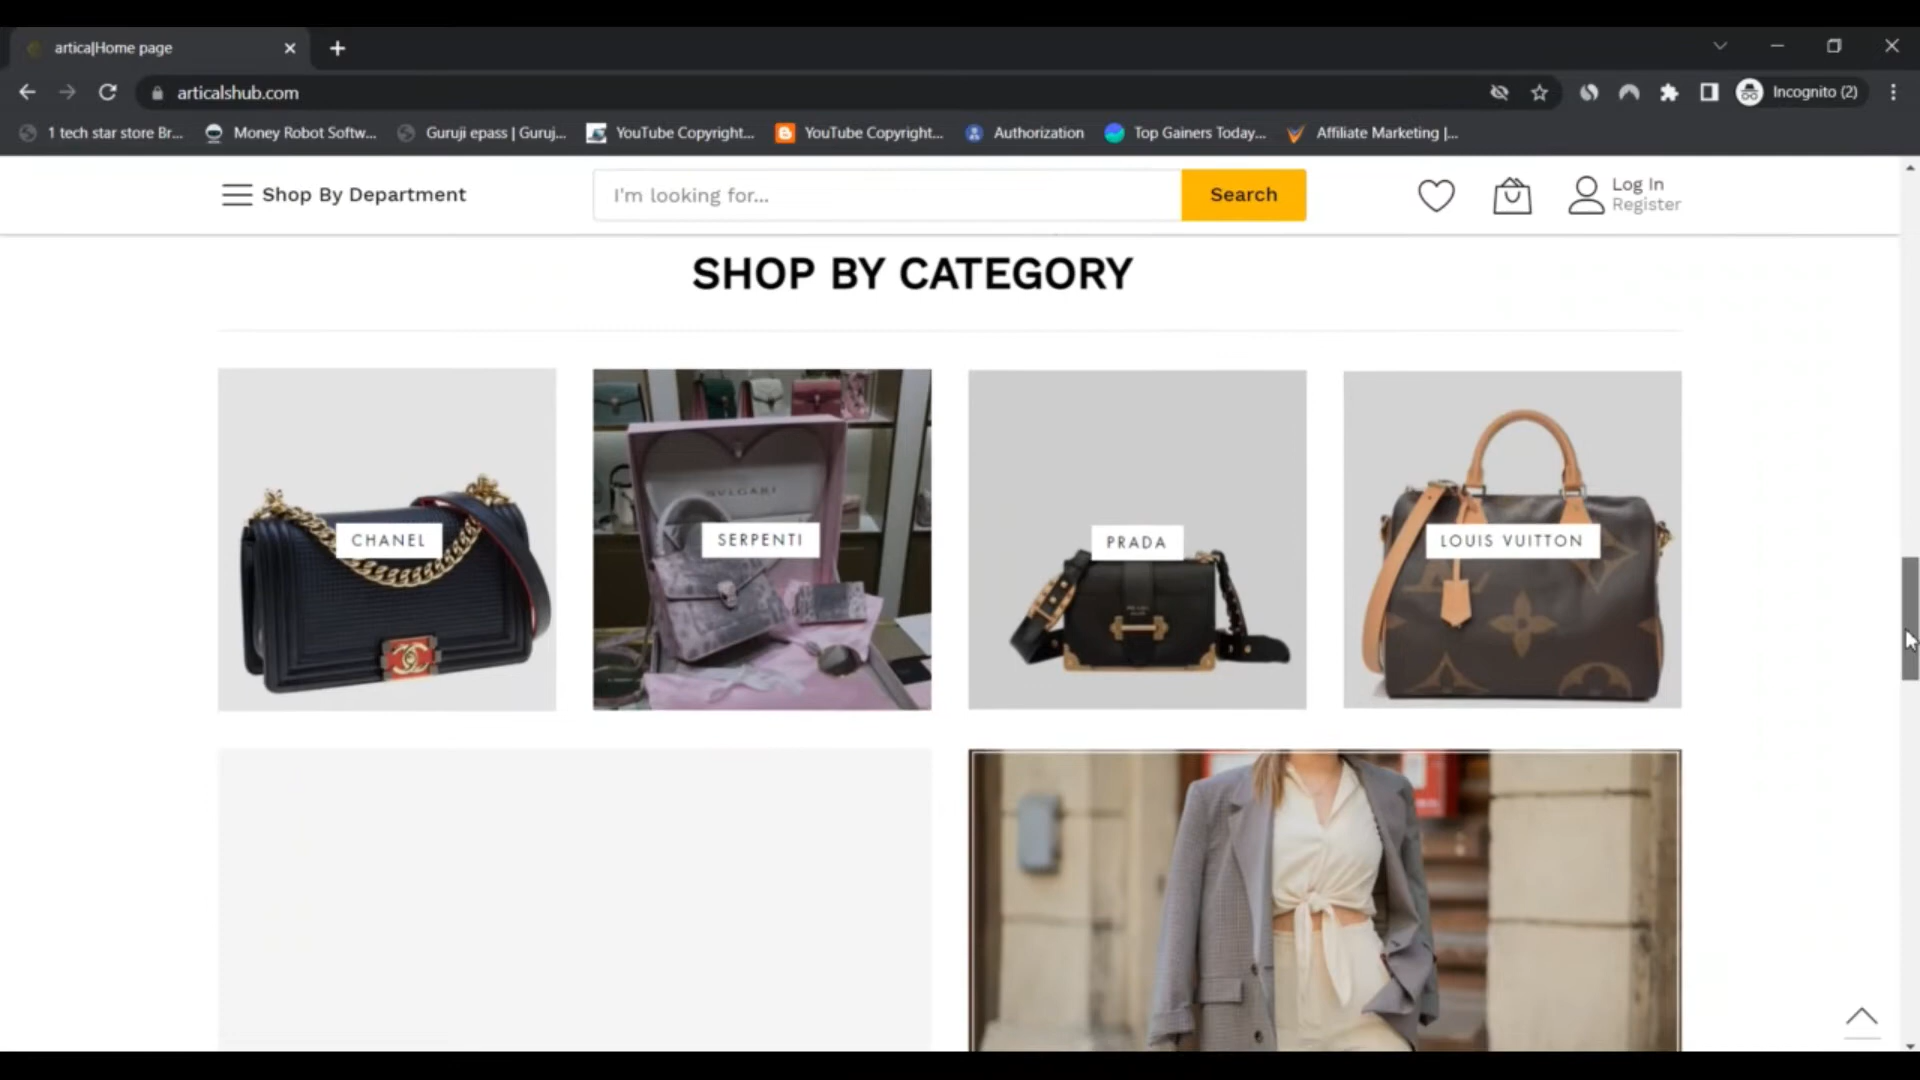 artica|Home page
articalshub.com
Incognito (2)
1 tech star store Br...
Money Robot Softw...
Guruji epass | Guruj...
YouTube Copyright...
YouTube Copyright...
Authorization
Top Gainers Today...
Affiliate Marketing |...
Shop By Department
I'm looking for...
Search
Log In
Register
SHOP BY CATEGORY
BVLGARI
CHANEL
SERPENTI
PRADA
LOUIS VUITTON